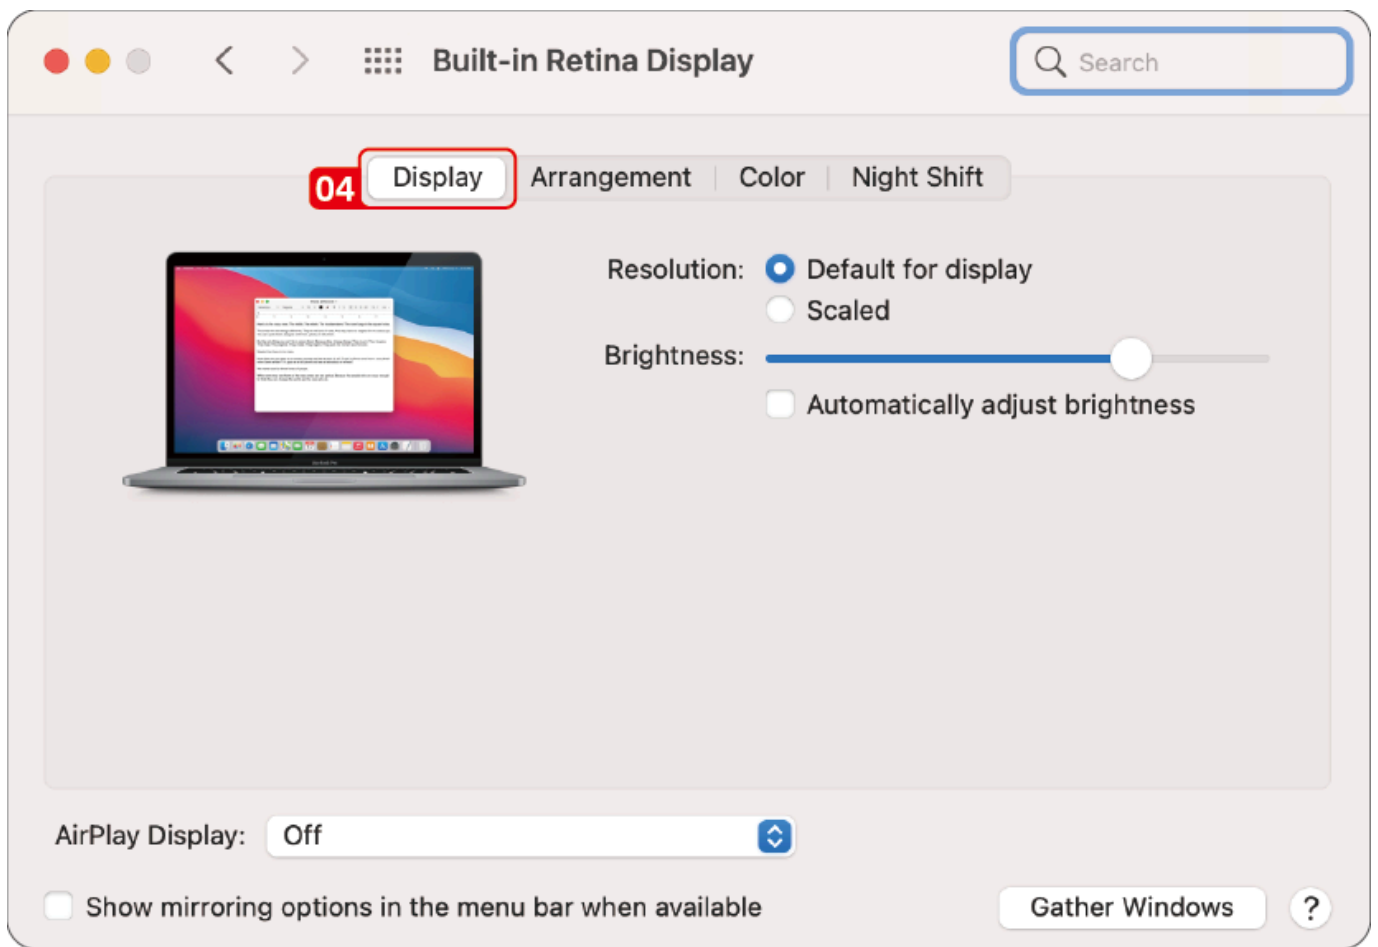 Built-in Retina Display
Search
04
Display
Arrangement
Color
Night Shift
Resolution:
Default for display
Scaled
Brightness:
Automatically adjust brightness
AirPlay Display:
Off
Show mirroring options in the menu bar when available
Gather Windows
?